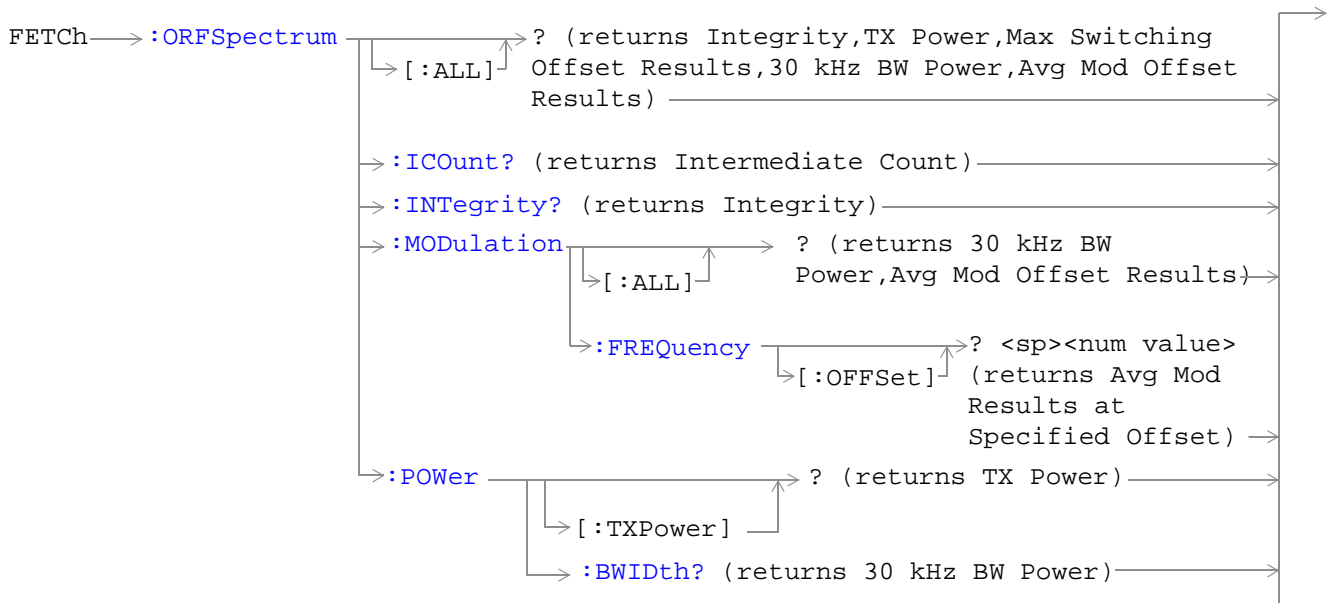 FETCh :ORFSpectrum ? (returns Integrity,TX Power,Max Switching
[:ALL] Offset Results,30 kHz BW Power,Avg Mod Offset
Results)
:ICOunt? (returns Intermediate Count)
:INTegrity? (returns Integrity)
:MODulation ? (returns 30 kHz BW
[:ALL] Power,Avg Mod Offset Results)
:FREQuency ? <sp><num value>
[:OFFSet] (returns Avg Mod
Results at
Specified Offset)
:POWer ? (returns TX Power)
[:TXPower]
:BWIDth? (returns 30 kHz BW Power)